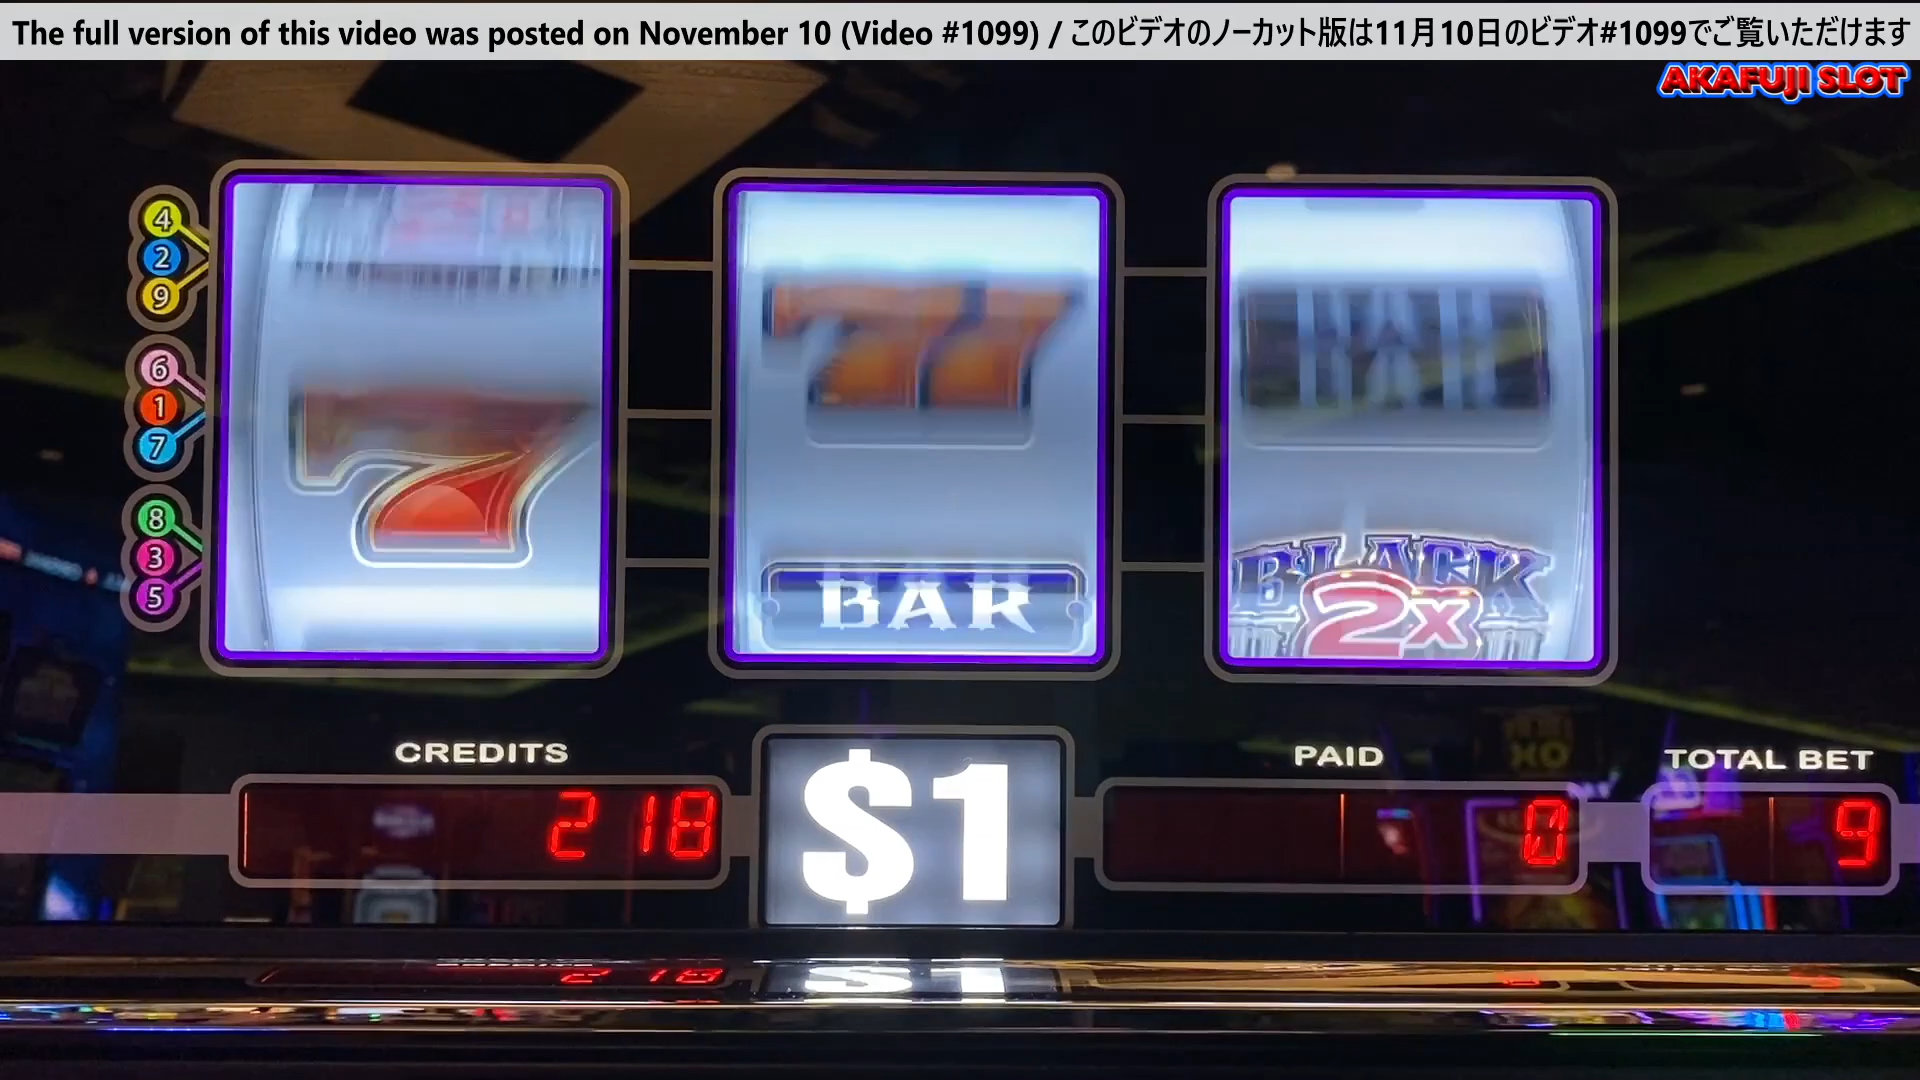 The full version of this video was posted on November 10 (Video #1099) / このビデオのノーカット版は11月10日のビデオ#1099でご覧いただけます
AKAFUJI SLOT
4
2
9
6
1
7
8
3
5
7
77
BAR
BAR
BLACK
2x
CREDITS
218
$1
PAID
0
TOTAL BET
9